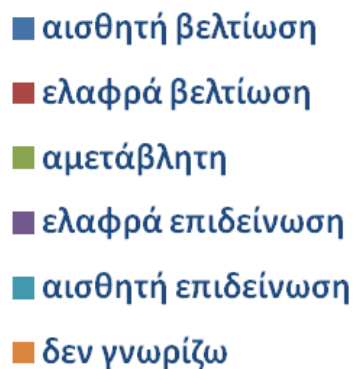 αισθητή βελτίωση
ελαφρά βελτίωση
αμετάβλητη
ελαφρά επιδείνωση
αισθητή επιδείνωση
δεν γνωρίζω